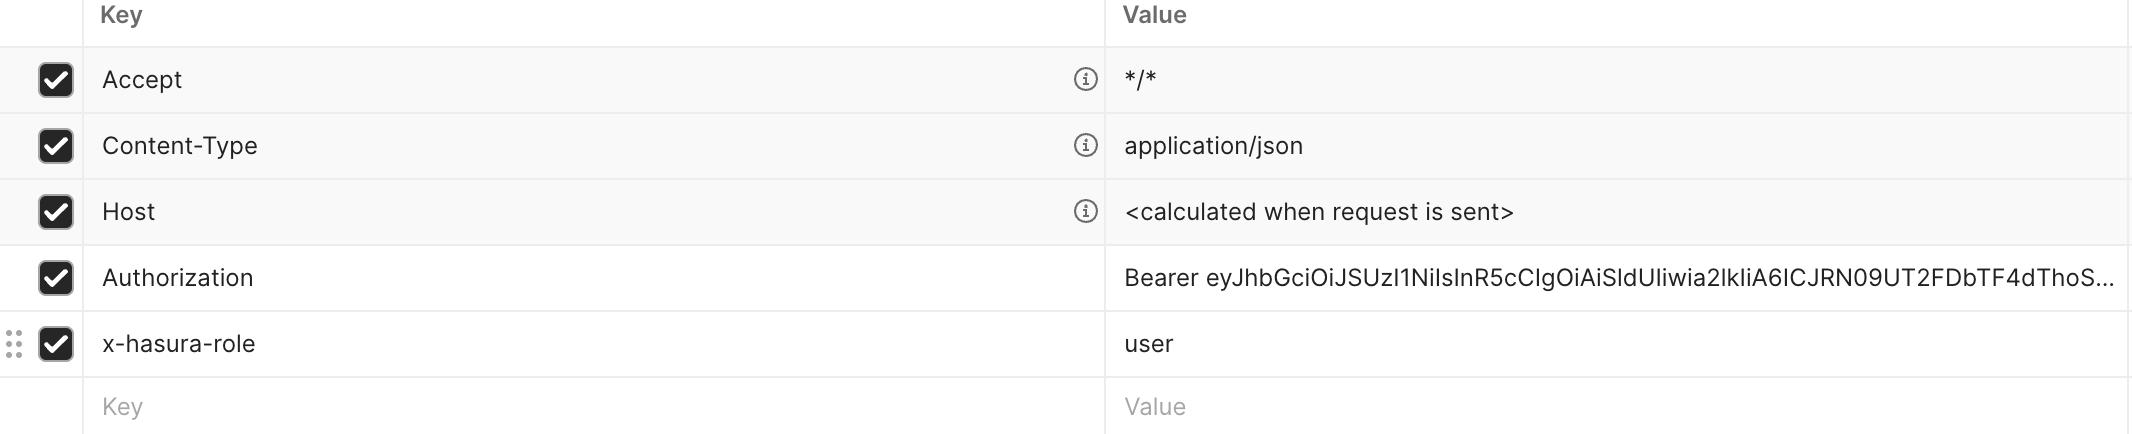 Key Value
Accept */*
Content-Type application/json
Host <calculated when request is sent>
Authorization Bearer eyJhbGciOiJSUzI1NiIsInR5cCIgOiAiSldUIiwia2lkIiA6ICJRN09UT2FDbTF4dThoS...
x-hasura-role user
Key Value